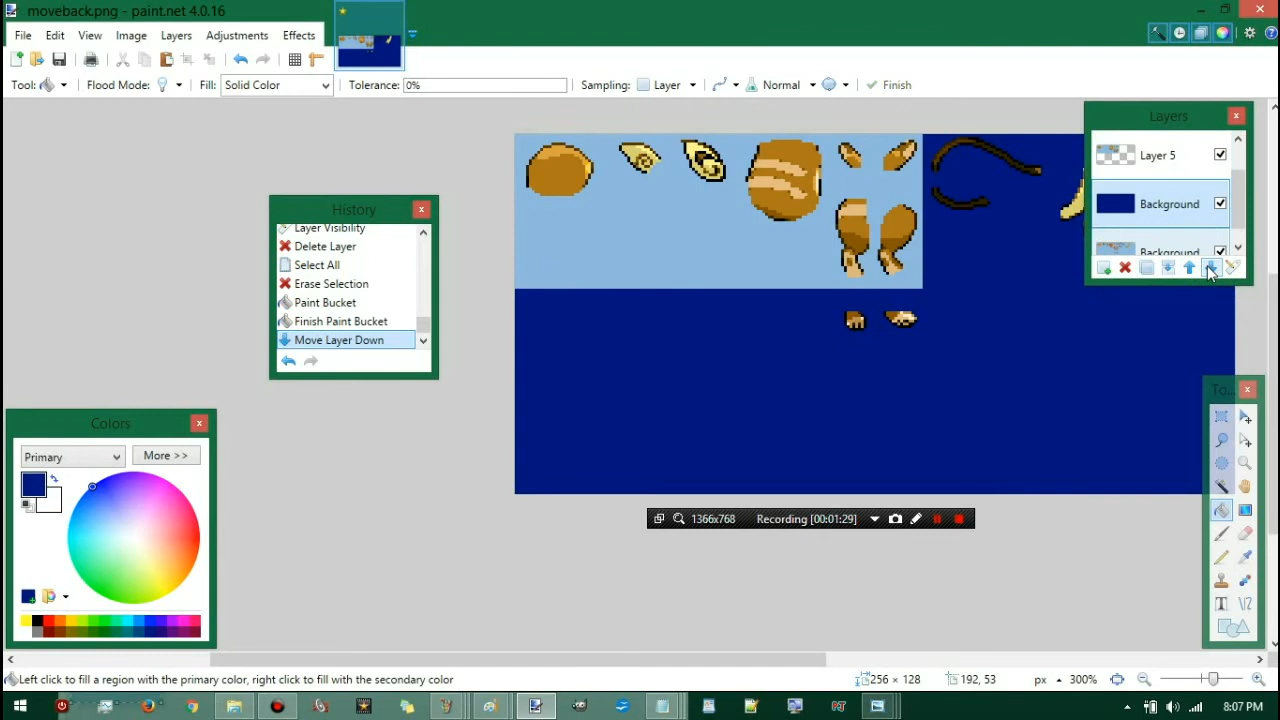 moveback.png - paint.net 4.0.16
File Edit View Image Layers Adjustments Effects
Tool: Flood Mode: Fill: Solid Color Tolerance: 0% Sampling: Layer Normal Finish
Layers
Layer 5
Background
Background
History
Layer Visibility
Delete Layer
Select All
Erase Selection
Paint Bucket
Finish Paint Bucket
Move Layer Down
Colors
Primary More >>
To...
1366x768 Recording [00:01:29]
Left click to fill a region with the primary color, right click to fill with the secondary color 256 × 128 192, 53 px 300%
8:07 PM